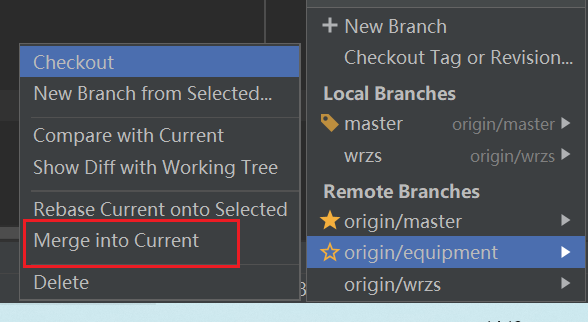 Checkout
New Branch from Selected...
Compare with Current
Show Diff with Working Tree
Rebase Current onto Selected
Merge into Current
Delete
New Branch
Checkout Tag or Revision...
Local Branches
master origin/master
wrzs origin/wrzs
Remote Branches
origin/master
origin/equipment
origin/wrzs